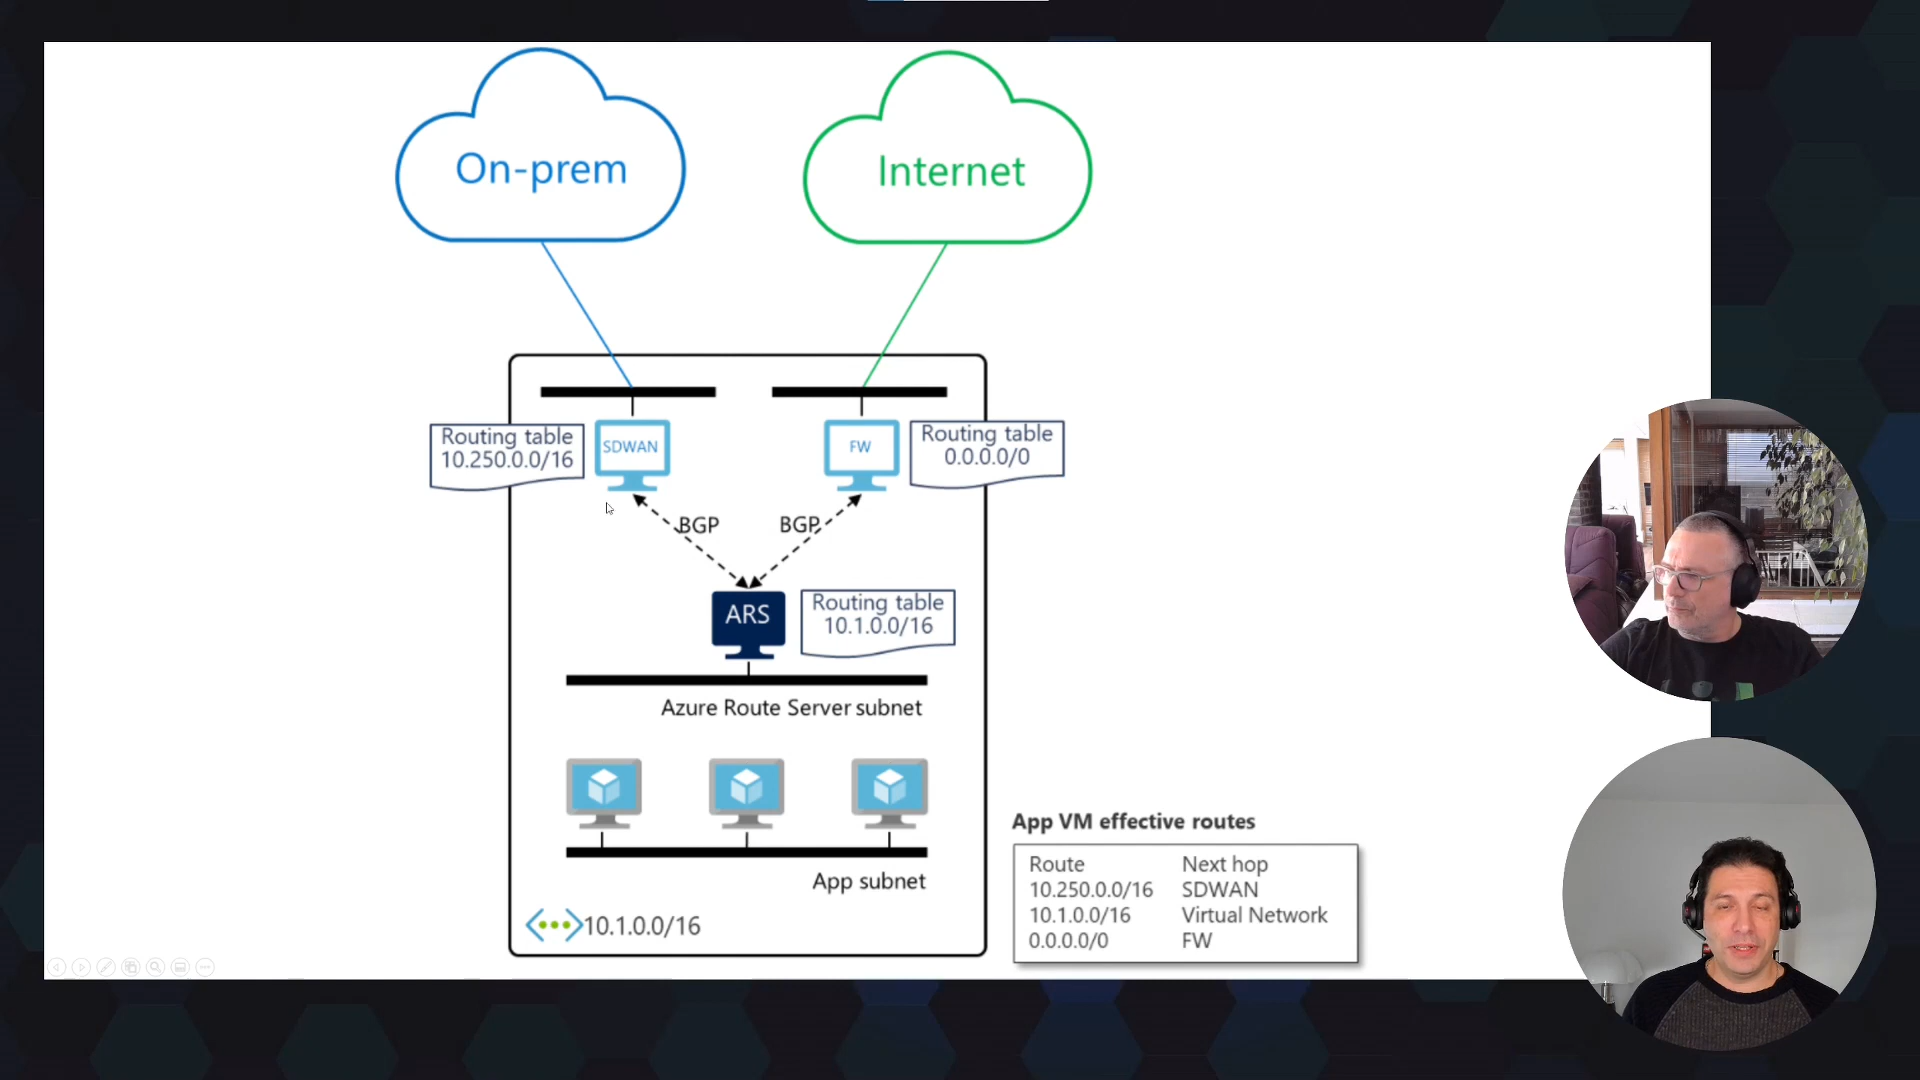 On-prem
Internet
Routing table
10.250.0.0/16
SDWAN
FW
Routing table
0.0.0.0/0
BGP
BGP
ARS
Routing table
10.1.0.0/16
Azure Route Server subnet
App subnet
10.1.0.0/16
App VM effective routes
Route Next hop
10.250.0.0/16 SDWAN
10.1.0.0/16 Virtual Network
0.0.0.0/0 FW